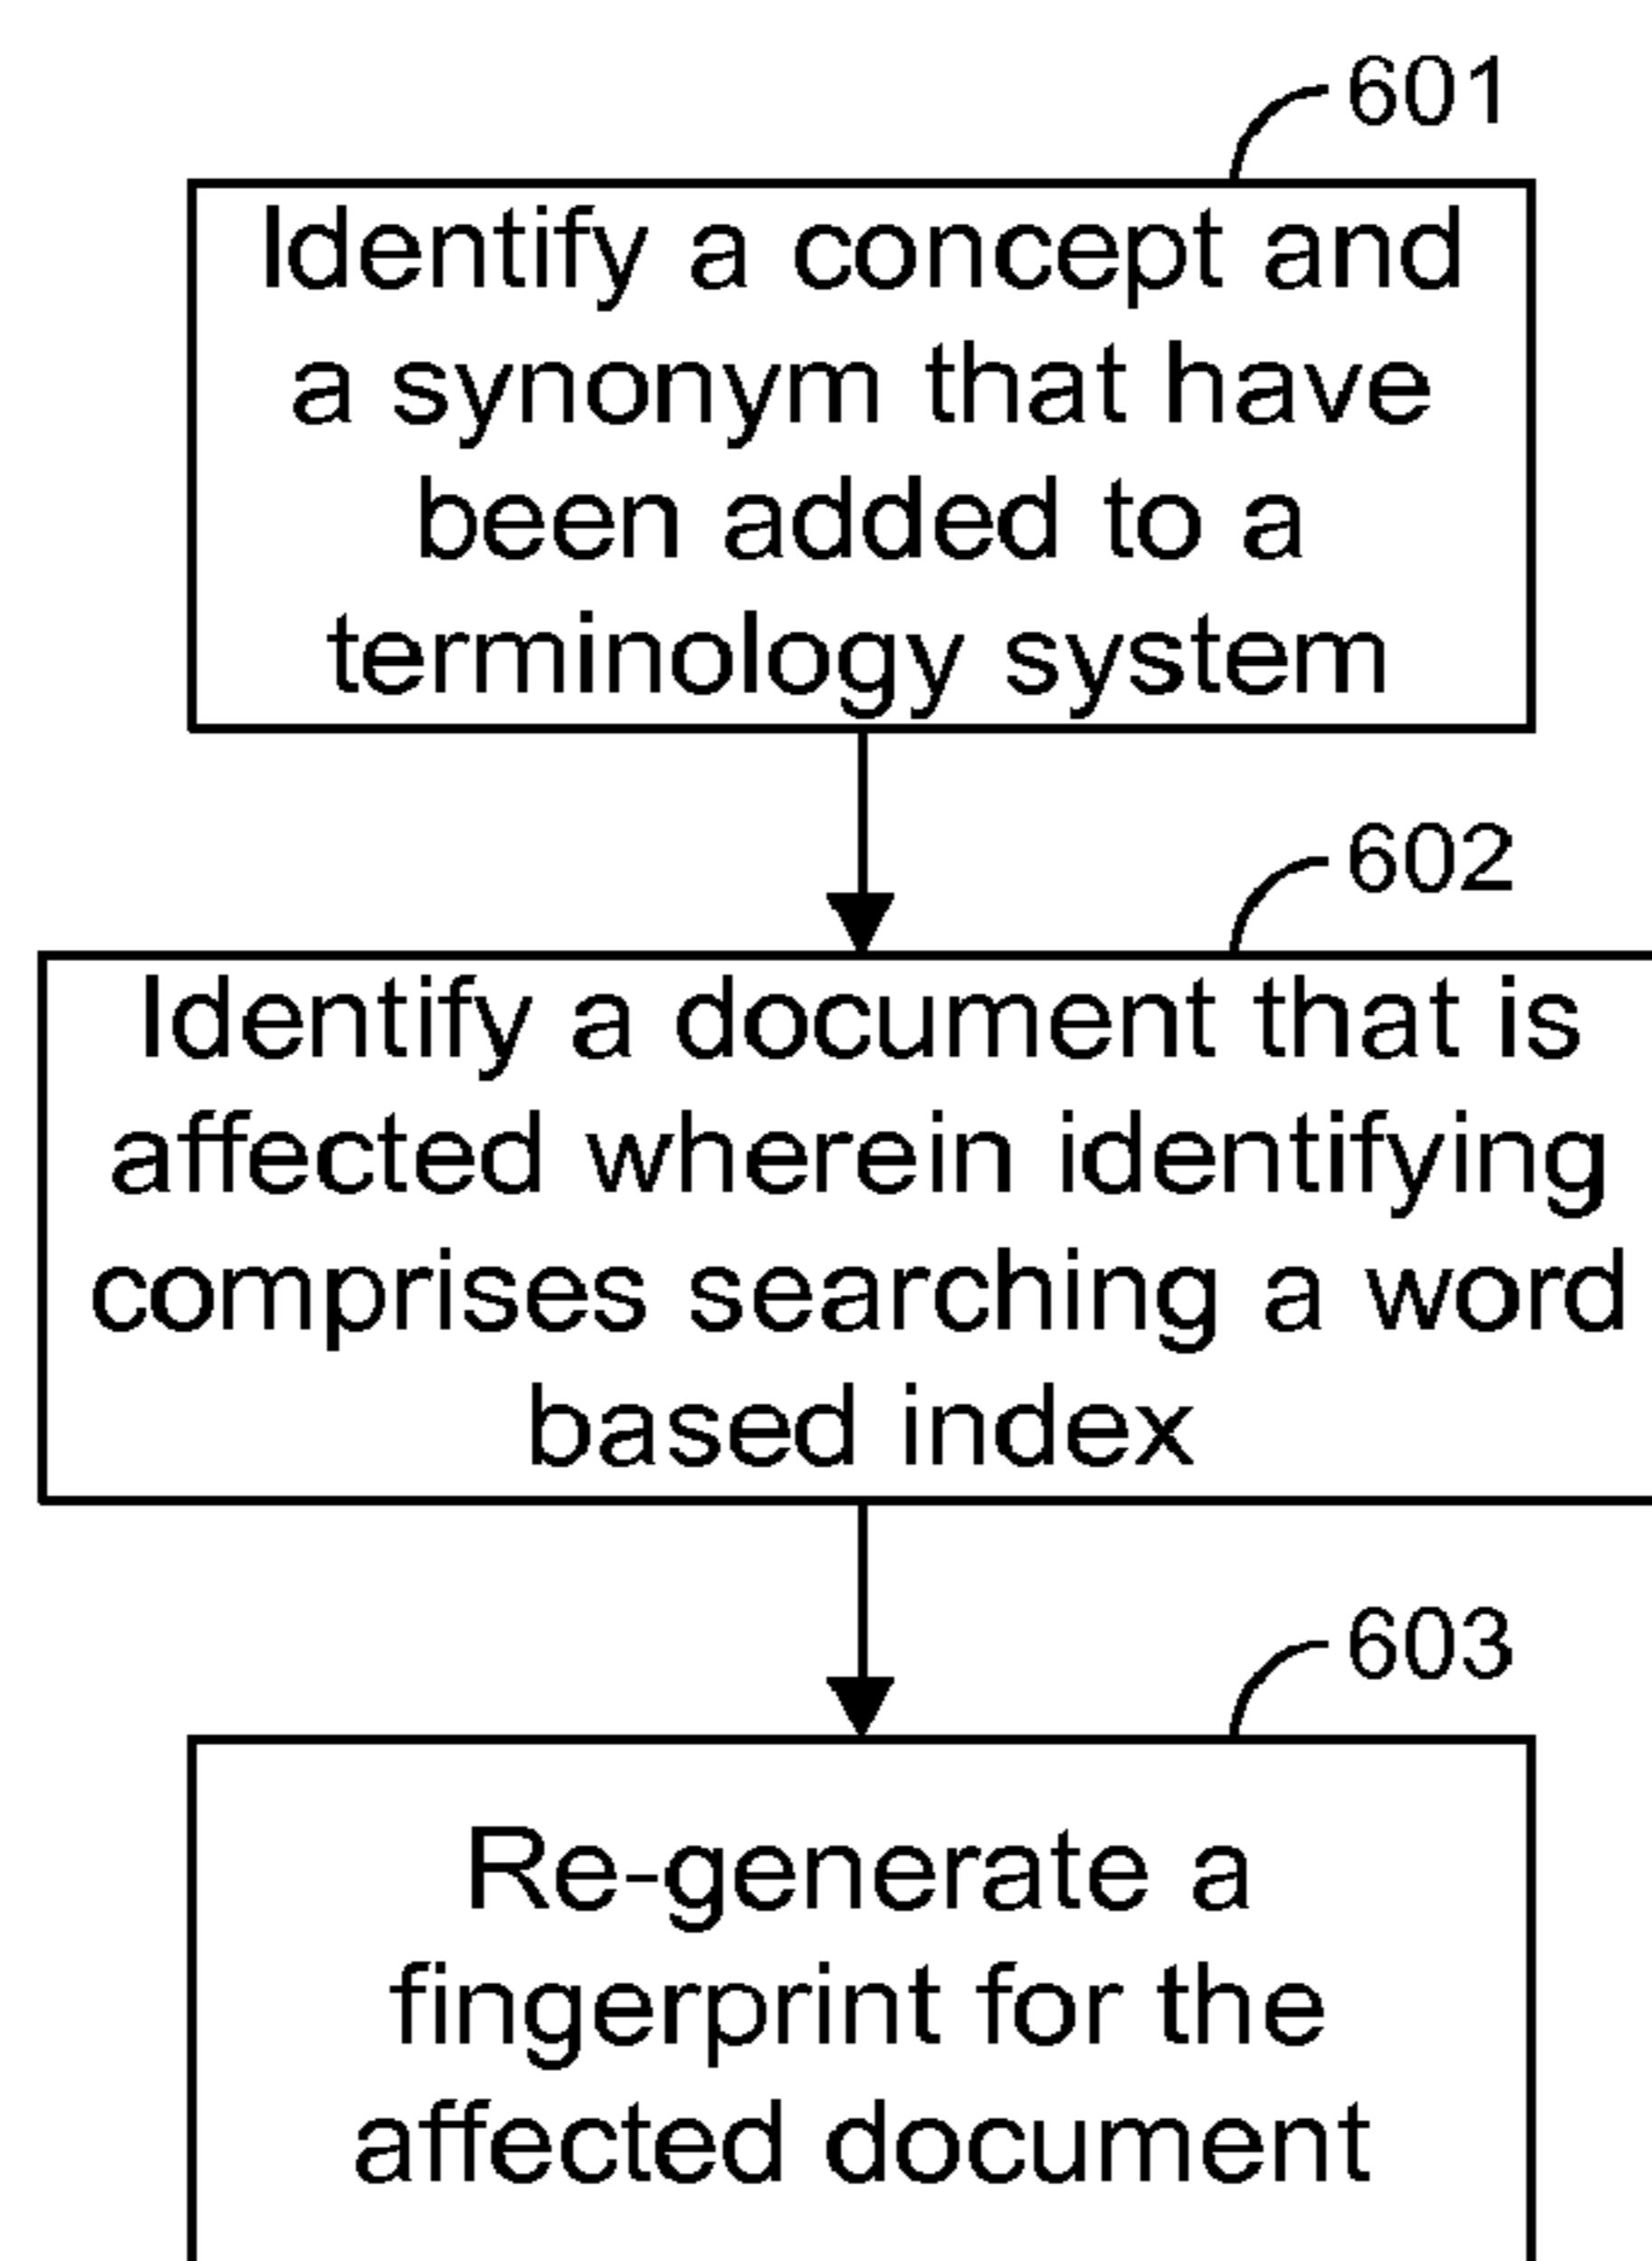 601
Identify a concept and
a synonym that have
been added to a
terminology system
602
Identify a document that is
affected wherein identifying
comprises searching a word
based index
603
Re-generate a
fingerprint for the
affected document